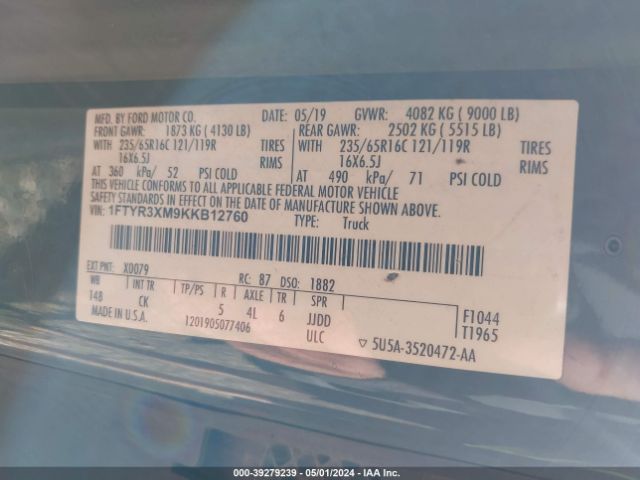 MFD. BY FORD MOTOR CO. DATE: 05/19 GVWR: 4082 KG ( 9000 LB)
FRONT GAWR: 1873 KG ( 4130 LB) REAR GAWR: 2502 KG ( 5515 LB)
WITH 235/65R16C 121/119R TIRES WITH 235/65R16C 121/119R TIRES
16X6.5J RIMS 16X6.5J RIMS
AT 360 kPa/ 52 PSI COLD AT 490 kPa/ 71 PSI COLD
THIS VEHICLE CONFORMS TO ALL APPLICABLE FEDERAL MOTOR VEHICLE
SAFETY STANDARDS IN EFFECT ON THE DATE OF MANUFACTURE SHOWN ABOVE.
VIN: 1FTYR3XM9KKB12760
TYPE: Truck
EXT PNT: X0079 RC: 87 DSO: 1882
WB INT TR TP/PS R AXLE TR SPR
148 CK 5 4L 6 JJDD F1044
MADE IN U.S.A. 1201905077406 ULC T1965
▽ 5U5A-3520472-AA
000-39279239 - 05/01/2024 - IAA Inc.